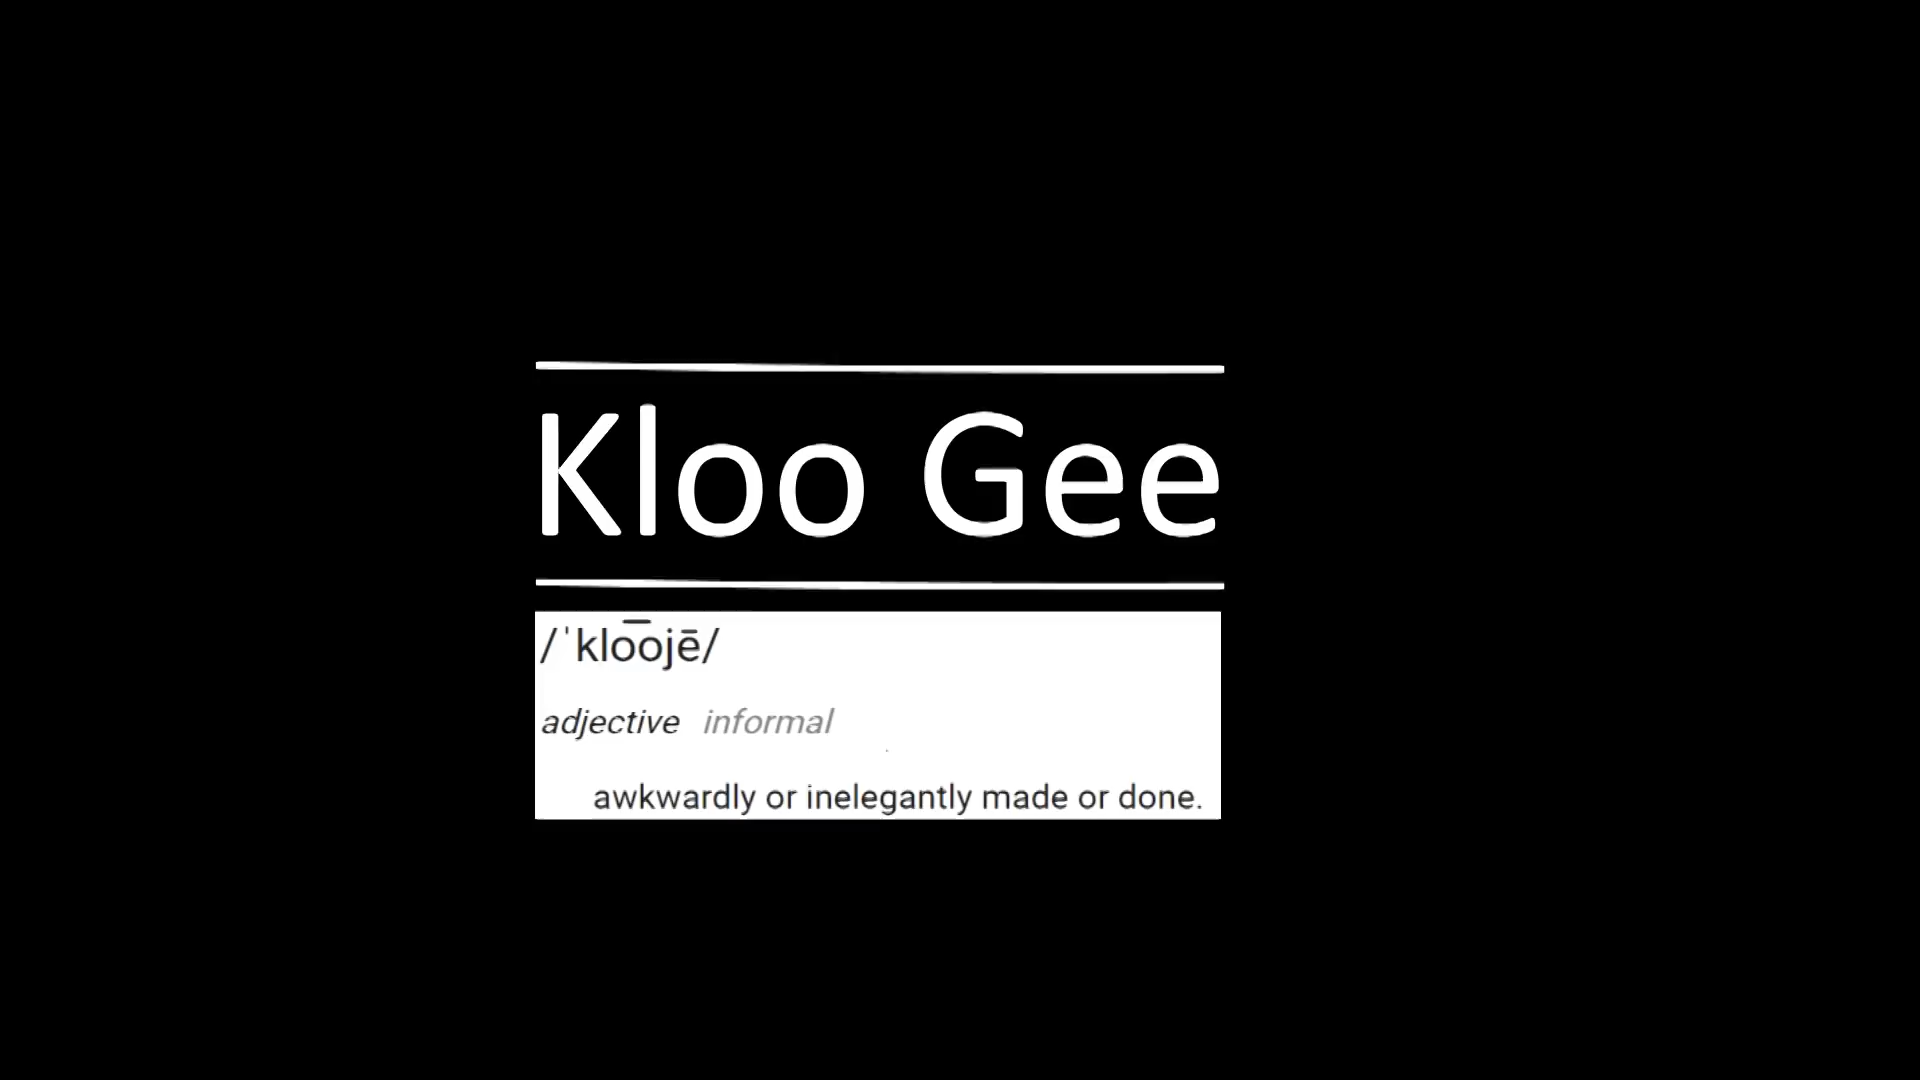 Kloo Gee
/ˈklo͞ojē/
adjective informal
awkwardly or inelegantly made or done.